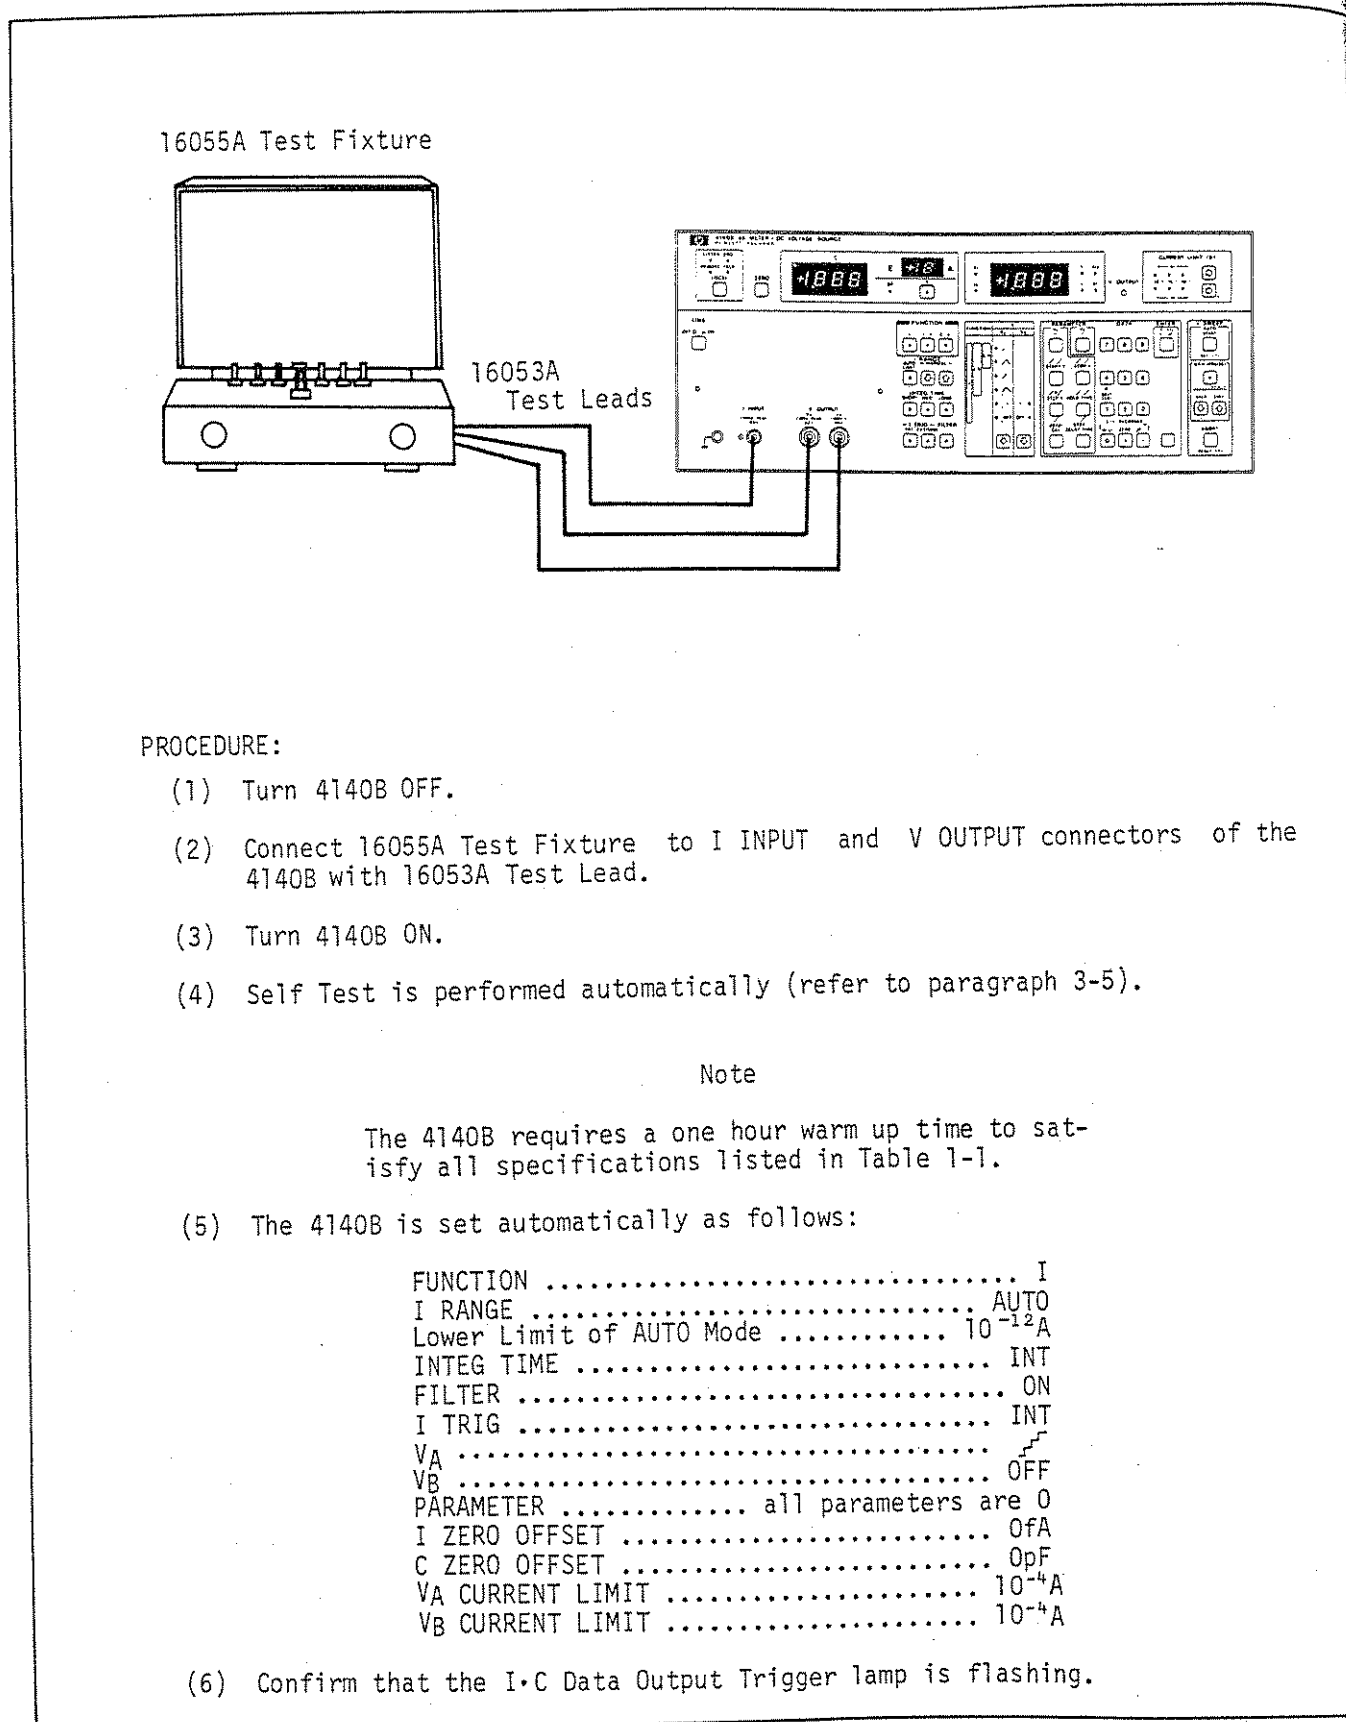 16055A Test Fixture
16053A
Test Leads
PROCEDURE:
(1) Turn 4140B OFF.
(2) Connect 16055A Test Fixture to I INPUT and V OUTPUT connectors of the
4140B with 16053A Test Lead.
(3) Turn 4140B ON.
(4) Self Test is performed automatically (refer to paragraph 3-5).
Note
The 4140B requires a one hour warm up time to sat-
isfy all specifications listed in Table 1-1.
(5) The 4140B is set automatically as follows:
FUNCTION ................................ I
I RANGE .............................. AUTO
Lower Limit of AUTO Mode ............ 10⁻¹²A
INTEG TIME ............................ INT
FILTER ................................. ON
I TRIG ................................ INT
VA .....................................
VB .................................... OFF
PARAMETER ............. all parameters are 0
I ZERO OFFSET ......................... 0fA
C ZERO OFFSET ......................... 0pF
VA CURRENT LIMIT ..................... 10⁻⁴A
VB CURRENT LIMIT ..................... 10⁻⁴A
(6) Confirm that the I•C Data Output Trigger lamp is flashing.